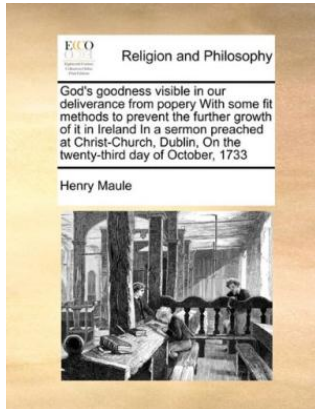 ECCO
Religion and Philosophy
God's goodness visible in our
deliverance from popery With some fit
methods to prevent the further growth
of it in Ireland In a sermon preached
at Christ-Church, Dublin, On the
twenty-third day of October, 1733
Henry Maule